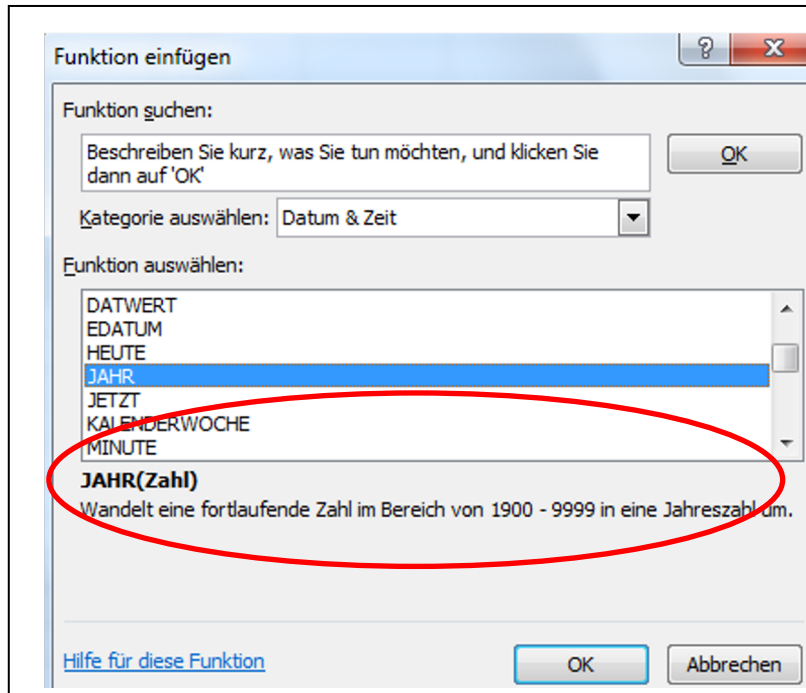 Funktion einfügen
Funktion suchen:
Beschreiben Sie kurz, was Sie tun möchten, und klicken Sie
dann auf 'OK'
OK
Kategorie auswählen: Datum & Zeit
Funktion auswählen:
DATWERT
EDATUM
HEUTE
JAHR
JETZT
KALENDERWOCHE
MINUTE
JAHR(Zahl)
Wandelt eine fortlaufende Zahl im Bereich von 1900 - 9999 in eine Jahreszahl um.
Hilfe für diese Funktion
OK
Abbrechen